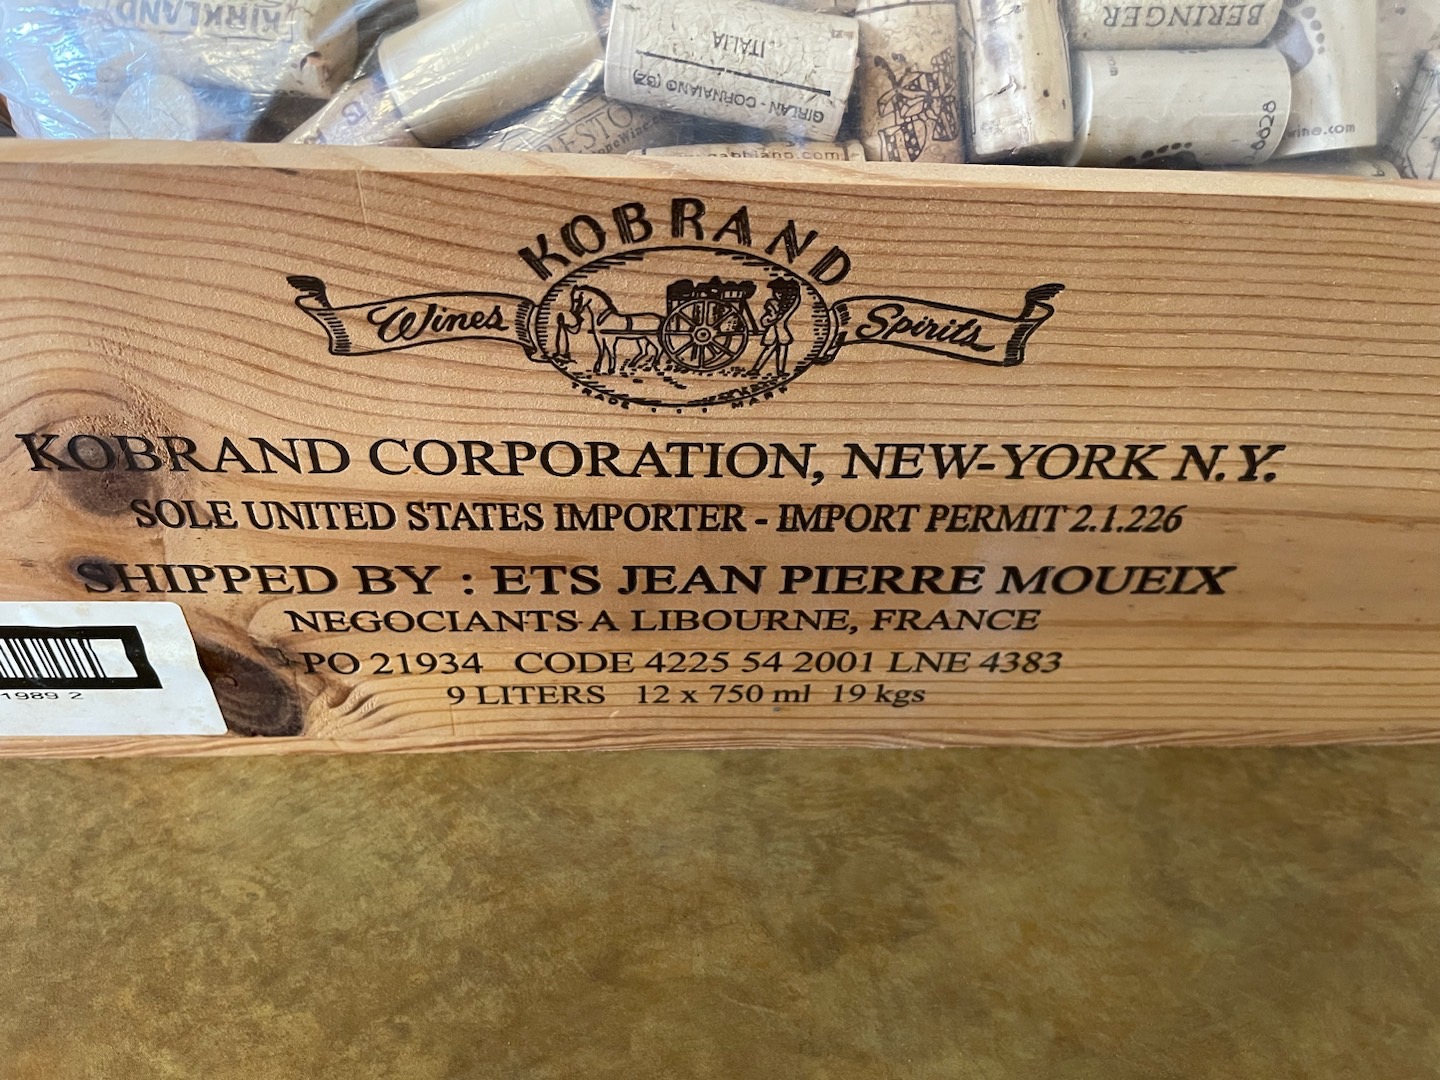 KIRKLAND
ITALIA
GIRLAN - CORNAIANO (BZ)
BERINGER
KOBRAND
Wines
Spirits
TRADE MARK
KOBRAND CORPORATION, NEW-YORK N.Y.
SOLE UNITED STATES IMPORTER - IMPORT PERMIT 2.1.226
SHIPPED BY : ETS JEAN PIERRE MOUEIX
NEGOCIANTS A LIBOURNE, FRANCE
PO 21934 CODE 4225 54 2001 LNE 4383
9 LITERS 12 x 750 ml 19 kgs
1989 2